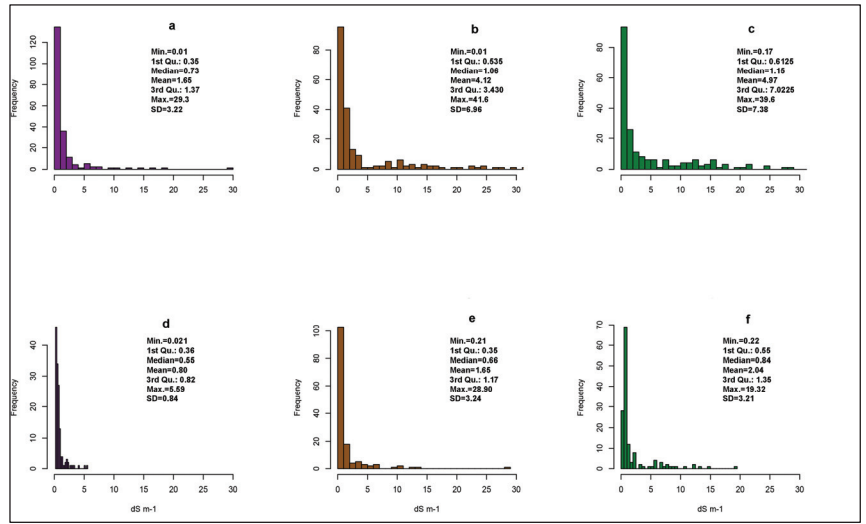 a
Min.=0.01
1st Qu.: 0.35
Median=0.73
Mean=1.65
3rd Qu.: 1.37
Max.=29.3
SD=3.22
Frequency
0 20 40 60 80 100 120
0 5 10 15 20 25 30
b
Min.=0.01
1st Qu.: 0.535
Median=1.06
Mean=4.12
3rd Qu.: 3.430
Max.=41.6
SD=6.96
Frequency
0 20 40 60 80
0 5 10 15 20 25 30
c
Min.=0.17
1st Qu.: 0.6125
Median=1.15
Mean=4.97
3rd Qu.: 7.0225
Max.=39.6
SD=7.38
Frequency
0 20 40 60 80
0 5 10 15 20 25 30
d
Min.=0.021
1st Qu.: 0.36
Median=0.55
Mean=0.80
3rd Qu.: 0.82
Max.=5.59
SD=0.84
Frequency
0 10 20 30 40
0 5 10 15 20 25 30
dS m-1
e
Min.=0.21
1st Qu.: 0.35
Median=0.66
Mean=1.65
3rd Qu.: 1.17
Max.=28.90
SD=3.24
Frequency
0 20 40 60 80 100
0 5 10 15 20 25 30
dS m-1
f
Min.=0.22
1st Qu.: 0.55
Median=0.84
Mean=2.04
3rd Qu.: 1.35
Max.=19.32
SD=3.21
Frequency
0 10 20 30 40 50 60 70
0 5 10 15 20 25 30
dS m-1